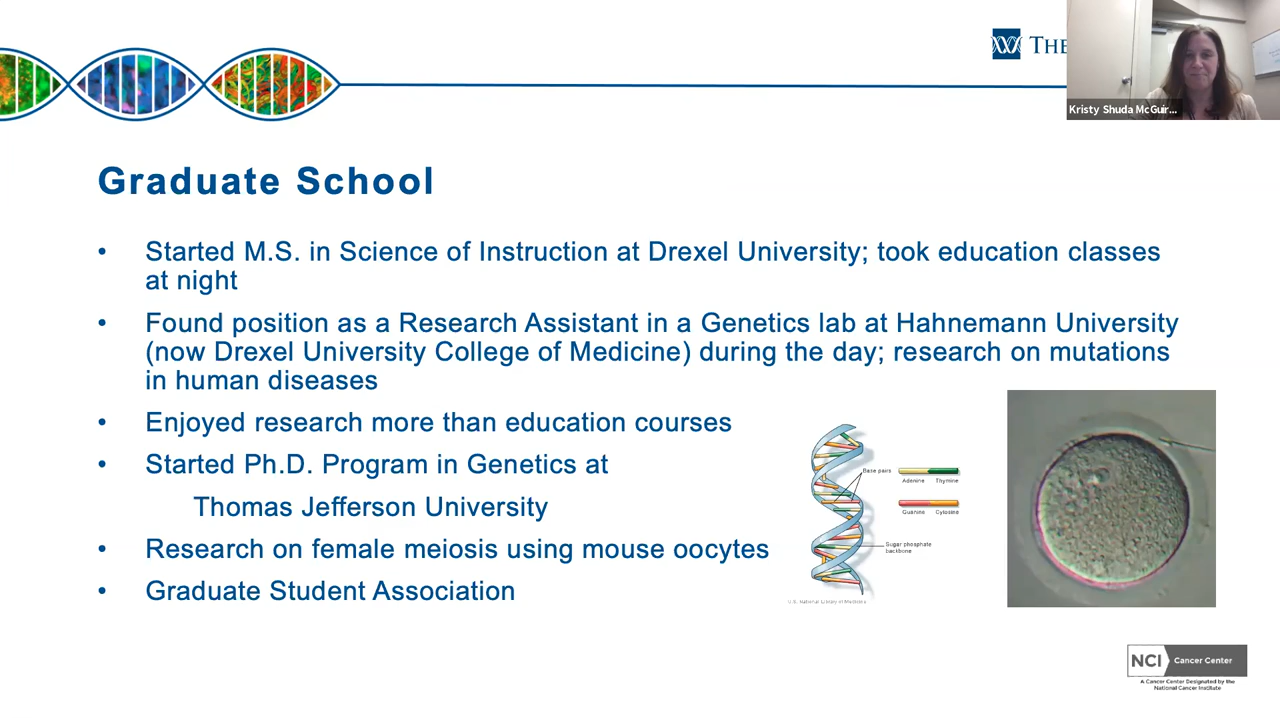 THE
Kristy Shuda McGuir...
Graduate School
• Started M.S. in Science of Instruction at Drexel University; took education classes
at night
• Found position as a Research Assistant in a Genetics lab at Hahnemann University
(now Drexel University College of Medicine) during the day; research on mutations
in human diseases
• Enjoyed research more than education courses
• Started Ph.D. Program in Genetics at
Thomas Jefferson University
• Research on female meiosis using mouse oocytes
• Graduate Student Association
Base pairs
Adenine Thymine
Guanine Cytosine
Sugar phosphate
backbone
U.S. National Library of Medicine
NCI Cancer Center
A Cancer Center Designated by the
National Cancer Institute